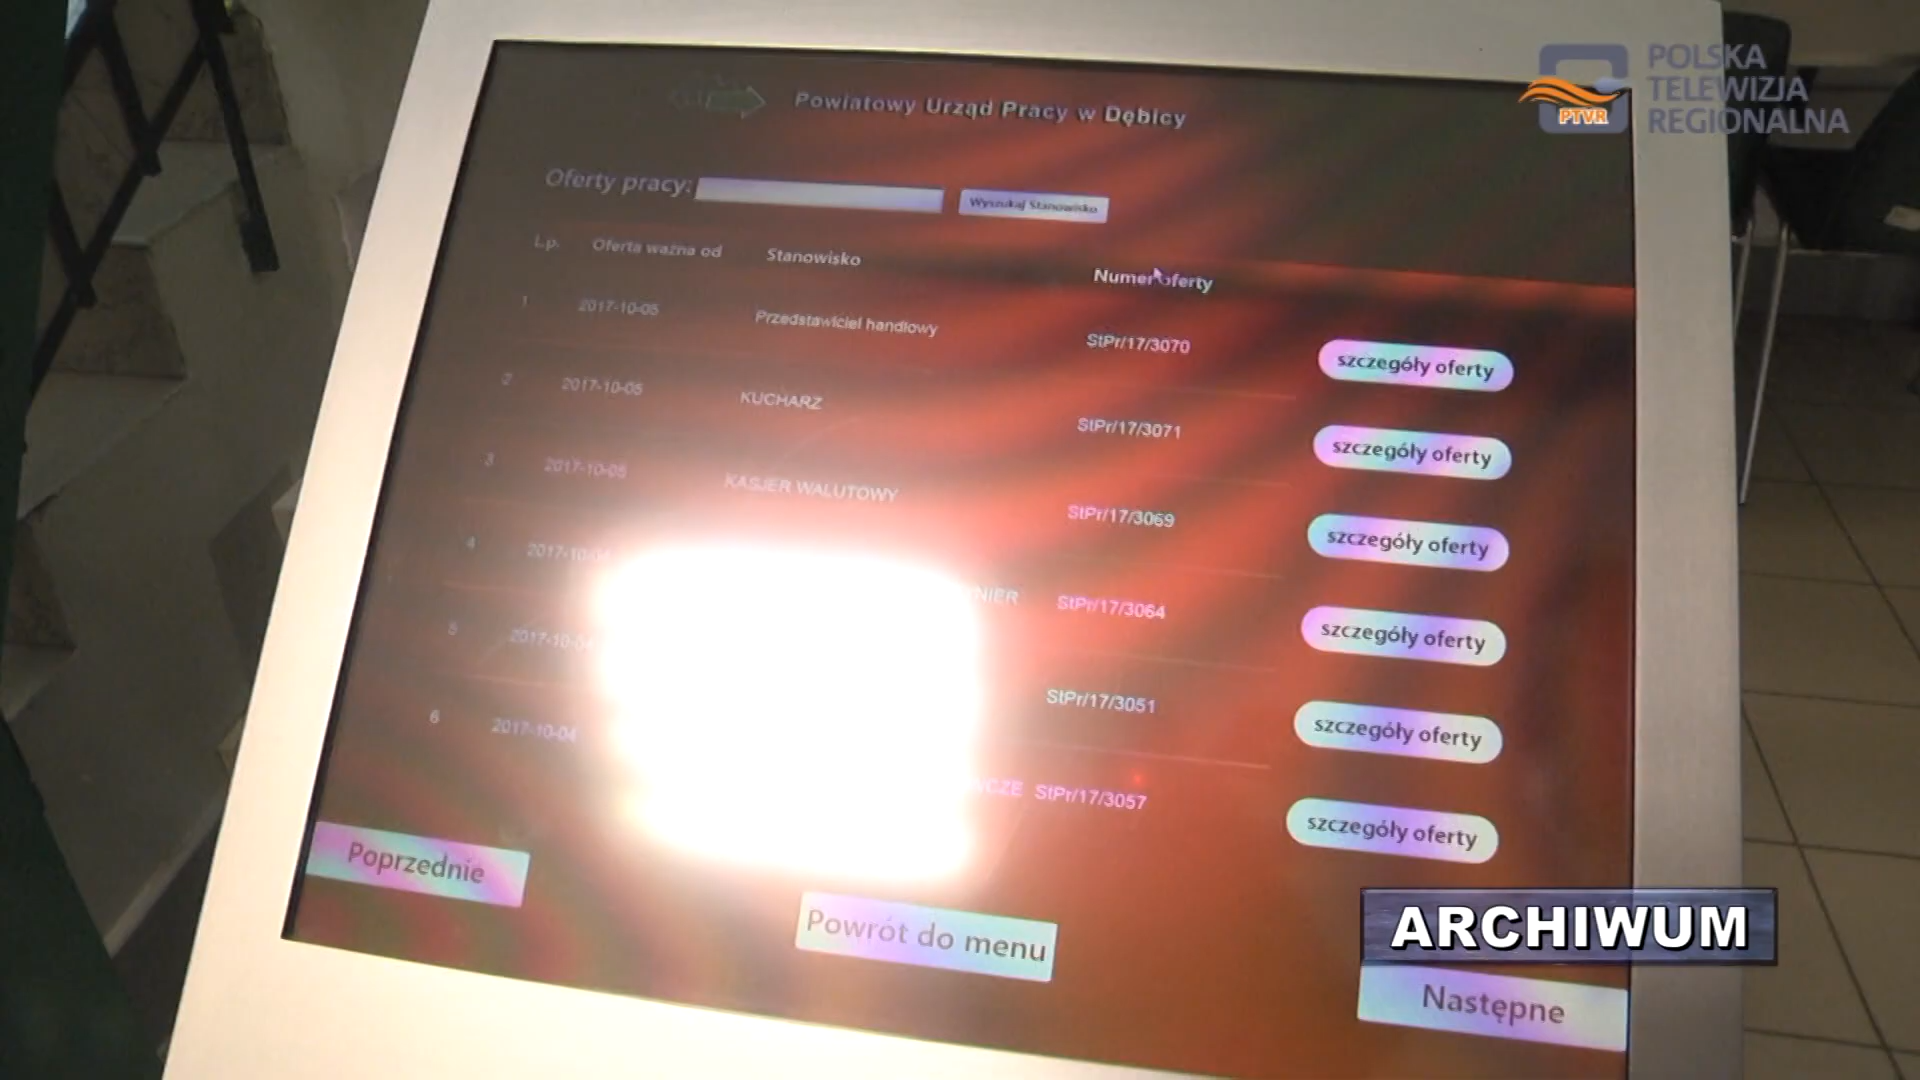 POLSKA
TELEWIZJA
REGIONALNA
PTVR
Powiatowy Urząd Pracy w Dębicy
Oferty pracy: Wyszukaj Stanowisko
L.p. Oferta ważna od Stanowisko Numer oferty
1 2017-10-05 Przedstawiciel handlowy StPr/17/3070 szczegóły oferty
2 2017-10-05 KUCHARZ StPr/17/3071 szczegóły oferty
3 2017-10-05 KASJER WALUTOWY StPr/17/3069 szczegóły oferty
4 StPr/17/3064 szczegóły oferty
5 2017-10-04 StPr/17/3051 szczegóły oferty
6 2017-10-04 StPr/17/3057 szczegóły oferty
Poprzednie
Powrót do menu
ARCHIWUM
Następne